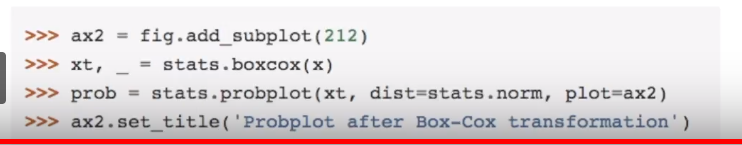 >>> ax2 = fig.add_subplot(212)
>>> xt, _ = stats.boxcox(x)
>>> prob = stats.probplot(xt, dist=stats.norm, plot=ax2)
>>> ax2.set_title('Probplot after Box-Cox transformation')